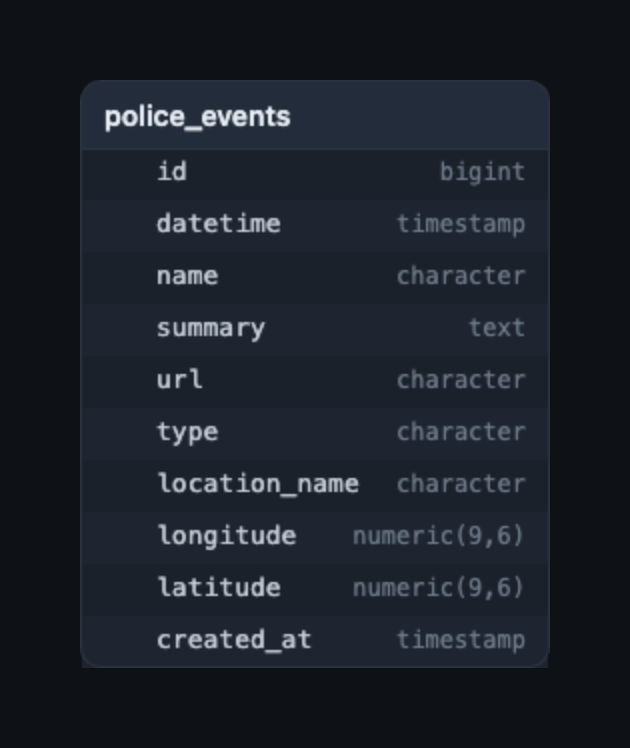 police_events
id bigint
datetime timestamp
name character
summary text
url character
type character
location_name character
longitude numeric(9,6)
latitude numeric(9,6)
created_at timestamp